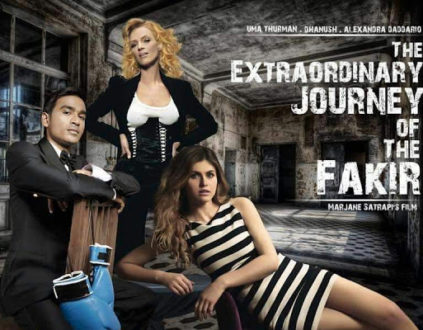 UMA THURMAN . DHANUSH . ALEXANDRA DADDARIO
THE
EXTRAORDINARY
JOURNEY
OF
THE
FAKIR
MARJANE SATRAPI'S FILM